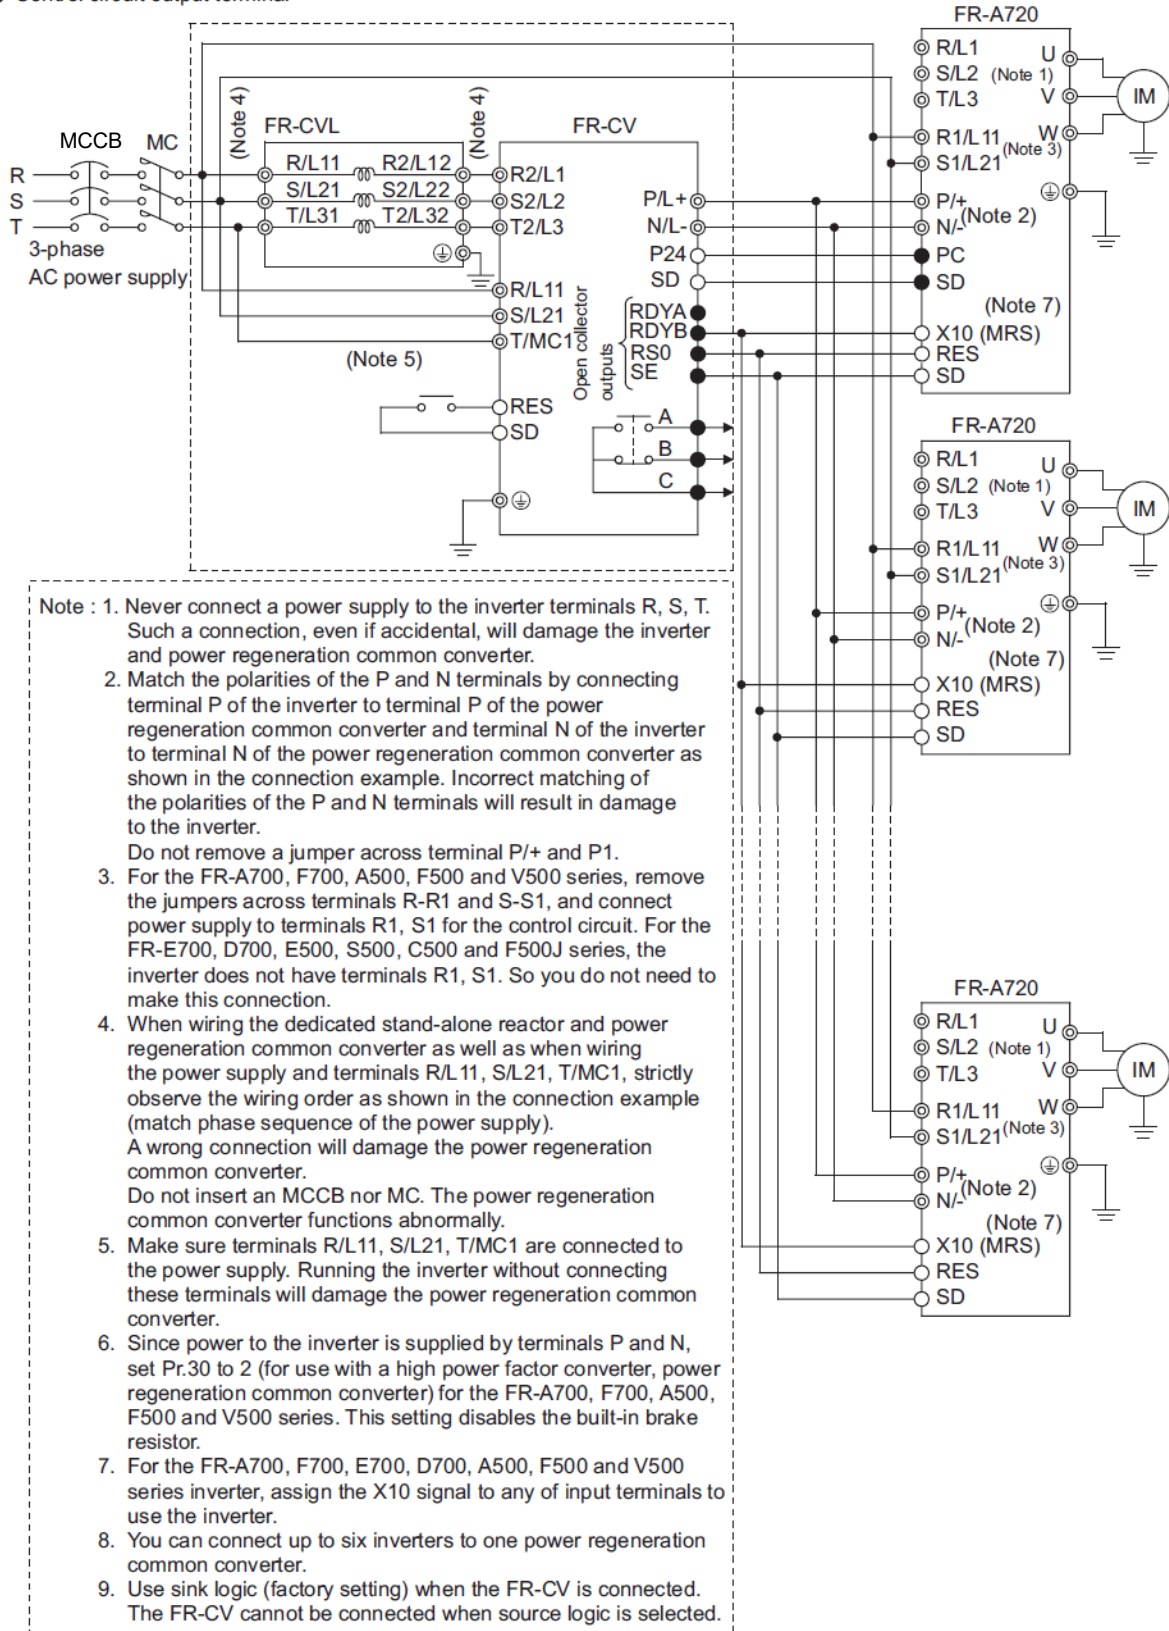 Control circuit output terminal
FR-A720
R/L1
S/L2 (Note 1)
T/L3
U
V
W
IM
R1/L11
S1/L21 (Note 3)
P/+
N/- (Note 2)
PC
SD
(Note 7)
X10 (MRS)
RES
SD
MCCB MC
R
S
T
3-phase
AC power supply
(Note 4)
FR-CVL
R/L11 R2/L12
S/L21 S2/L22
T/L31 T2/L32
(Note 4)
FR-CV
R2/L1
S2/L2
T2/L3
R/L11
S/L21
T/MC1
(Note 5)
RES
SD
P/L+
N/L-
P24
SD
Open collector
outputs
RDYA
RDYB
RS0
SE
A
B
C
FR-A720
R/L1
S/L2 (Note 1)
T/L3
U
V
W
IM
R1/L11
S1/L21 (Note 3)
P/+
N/- (Note 2)
(Note 7)
X10 (MRS)
RES
SD
FR-A720
R/L1
S/L2 (Note 1)
T/L3
U
V
W
IM
R1/L11
S1/L21 (Note 3)
P/+
N/- (Note 2)
(Note 7)
X10 (MRS)
RES
SD
Note : 1. Never connect a power supply to the inverter terminals R, S, T.
Such a connection, even if accidental, will damage the inverter
and power regeneration common converter.
2. Match the polarities of the P and N terminals by connecting
terminal P of the inverter to terminal P of the power
regeneration common converter and terminal N of the inverter
to terminal N of the power regeneration common converter as
shown in the connection example. Incorrect matching of
the polarities of the P and N terminals will result in damage
to the inverter.
Do not remove a jumper across terminal P/+ and P1.
3. For the FR-A700, F700, A500, F500 and V500 series, remove
the jumpers across terminals R-R1 and S-S1, and connect
power supply to terminals R1, S1 for the control circuit. For the
FR-E700, D700, E500, S500, C500 and F500J series, the
inverter does not have terminals R1, S1. So you do not need to
make this connection.
4. When wiring the dedicated stand-alone reactor and power
regeneration common converter as well as when wiring
the power supply and terminals R/L11, S/L21, T/MC1, strictly
observe the wiring order as shown in the connection example
(match phase sequence of the power supply).
A wrong connection will damage the power regeneration
common converter.
Do not insert an MCCB nor MC. The power regeneration
common converter functions abnormally.
5. Make sure terminals R/L11, S/L21, T/MC1 are connected to
the power supply. Running the inverter without connecting
these terminals will damage the power regeneration common
converter.
6. Since power to the inverter is supplied by terminals P and N,
set Pr.30 to 2 (for use with a high power factor converter, power
regeneration common converter) for the FR-A700, F700, A500,
F500 and V500 series. This setting disables the built-in brake
resistor.
7. For the FR-A700, F700, E700, D700, A500, F500 and V500
series inverter, assign the X10 signal to any of input terminals to
use the inverter.
8. You can connect up to six inverters to one power regeneration
common converter.
9. Use sink logic (factory setting) when the FR-CV is connected.
The FR-CV cannot be connected when source logic is selected.